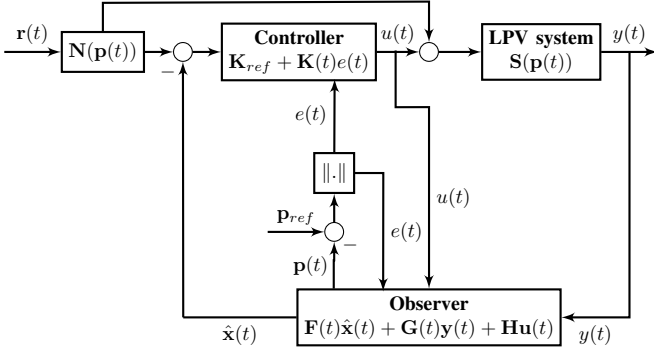 r(t)
N(p(t))
−
Controller
K_ref + K(t)e(t)
u(t)
LPV system
S(p(t))
y(t)
e(t)
‖.‖
p_ref
−
p(t)
e(t)
u(t)
x̂(t)
Observer
F(t)x̂(t) + G(t)y(t) + Hu(t)
y(t)